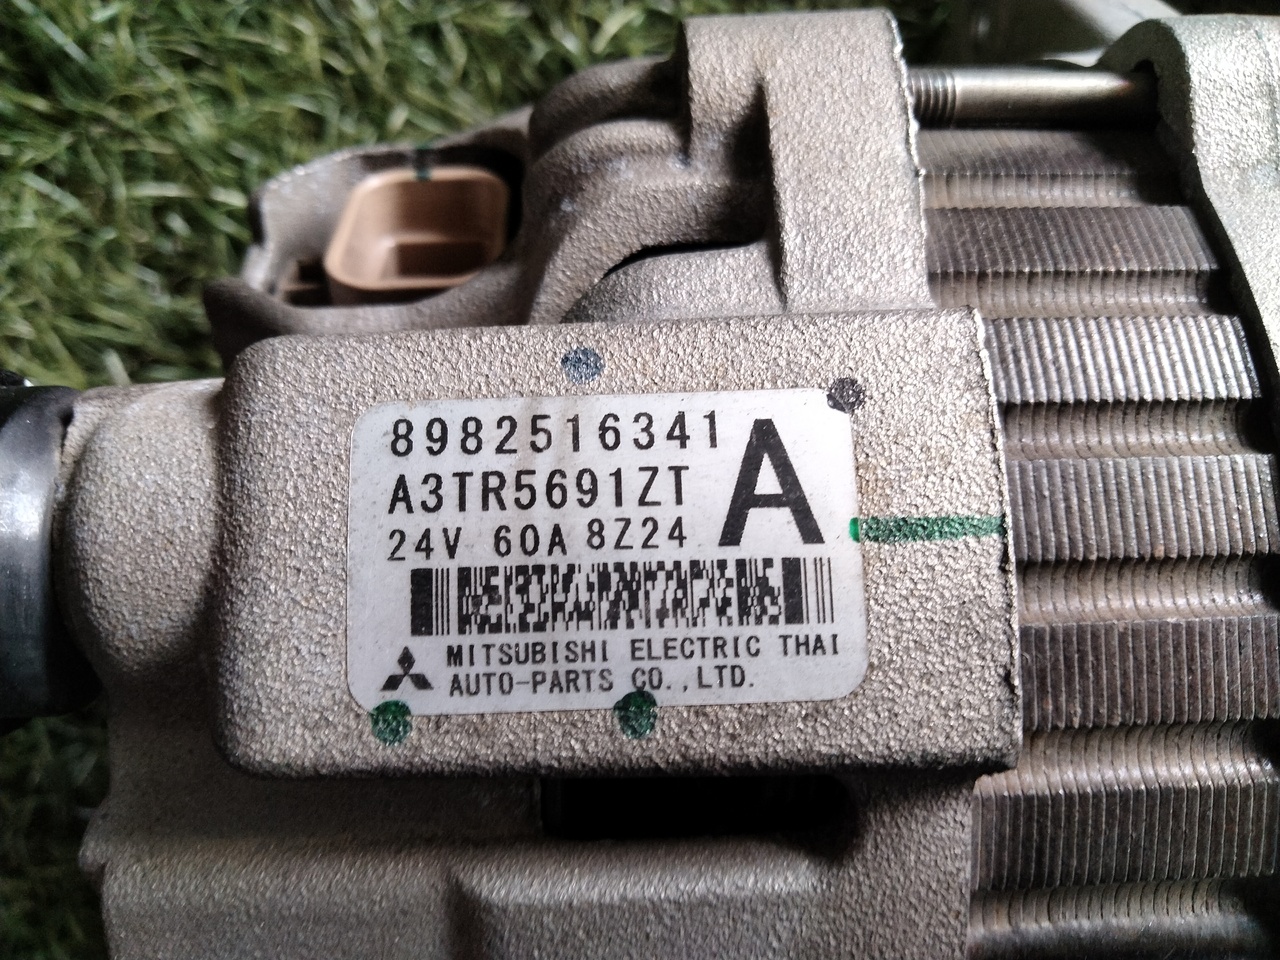 8982516341
A3TR5691ZT
A
24V 60A 8Z24
MITSUBISHI ELECTRIC THAI
AUTO-PARTS CO.,LTD.